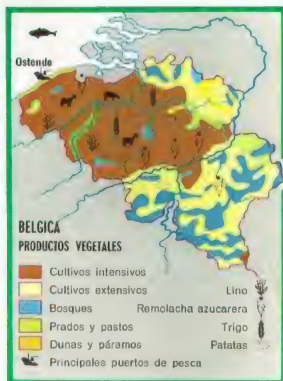 Ostende
BELGICA
PRODUCTOS VEGETALES
Cultivos intensivos
Cultivos extensivos
Lino
Bosques
Remolacha azucarera
Prados y pastos
Trigo
Dunas y páramos
Patatas
Principales puertos de pesca